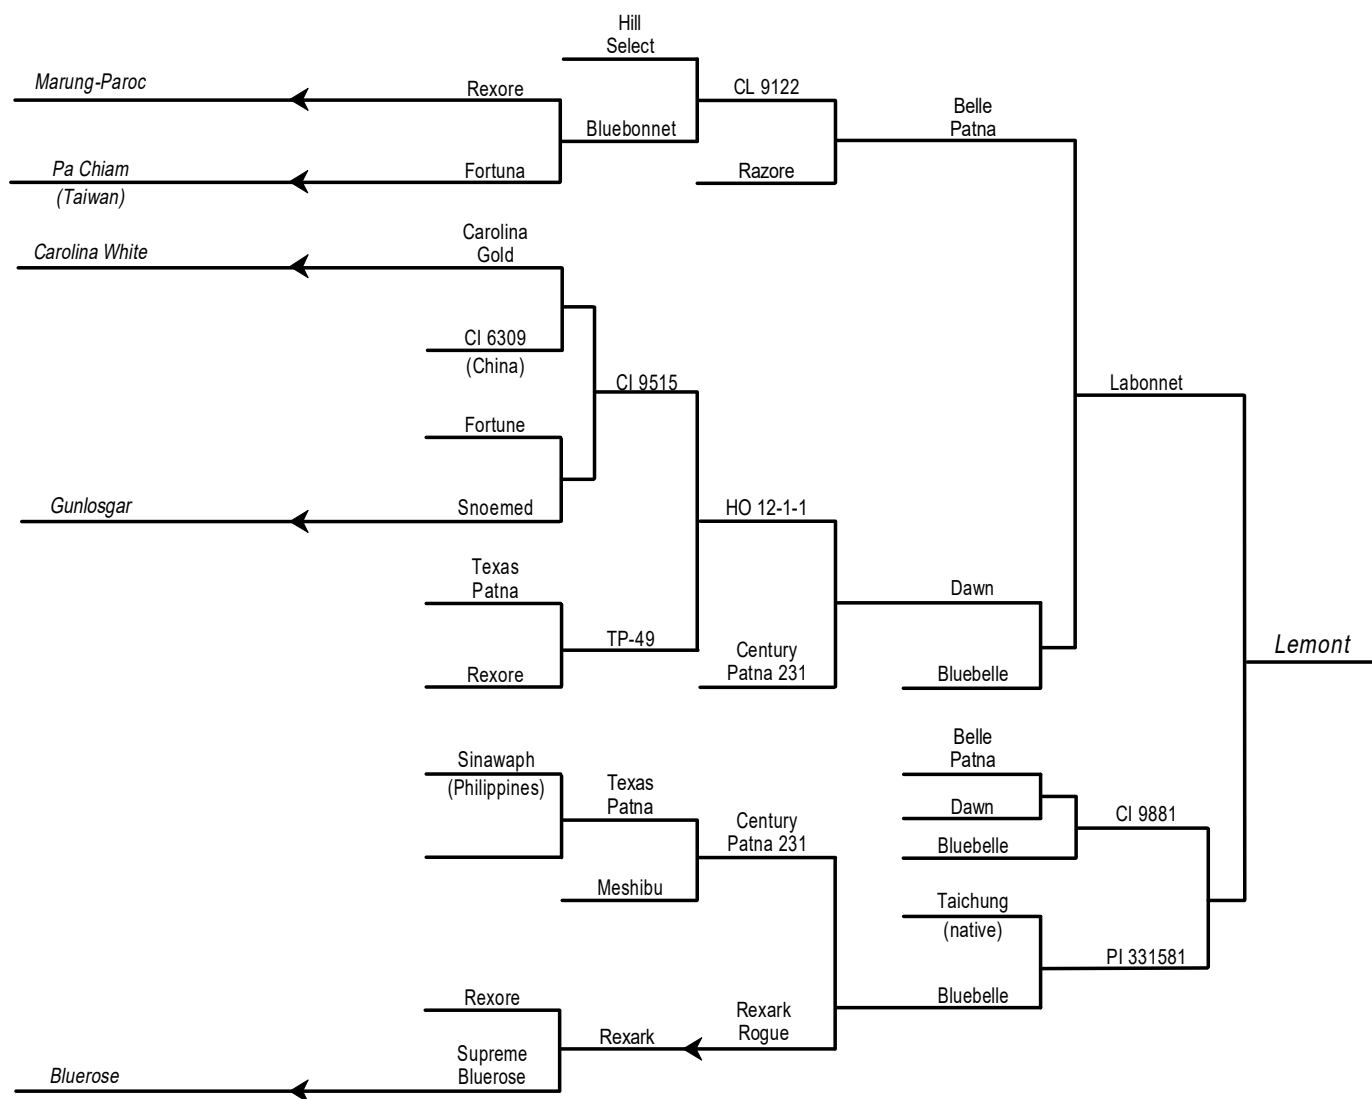 Hill
Select
Marung-Paroc
Rexore
CL 9122
Belle
Patna
Bluebonnet
Pa Chiam
(Taiwan)
Fortuna
Razore
Carolina White
Carolina
Gold
CI 6309
(China)
CI 9515
Labonnet
Fortune
Gunlosgar
Snoemed
HO 12-1-1
Texas
Patna
Dawn
TP-49
Century
Patna 231
Lemont
Rexore
Bluebelle
Belle
Patna
Sinawaph
(Philippines)
Texas
Patna
Dawn
CI 9881
Century
Patna 231
Bluebelle
Meshibu
Taichung
(native)
PI 331581
Rexore
Bluebelle
Rexark
Rexark
Rogue
Supreme
Bluerose
Bluerose